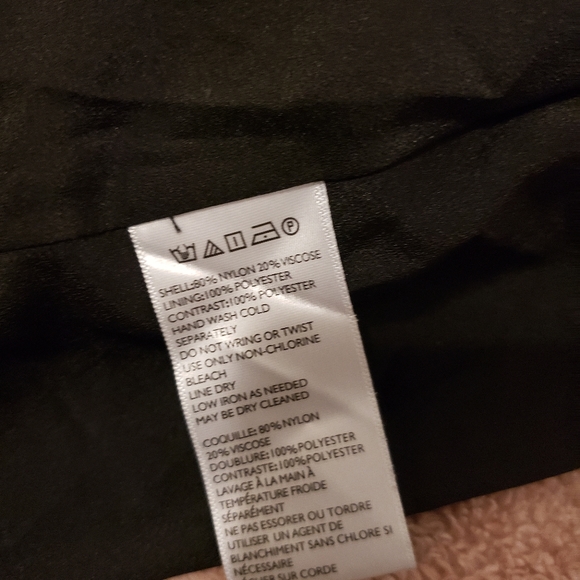 SHELL:80% NYLON 20% VISCOSE
LINING:100% POLYESTER
CONTRAST:100% POLYESTER
HAND WASH COLD
SEPARATELY
DO NOT WRING OR TWIST
USE ONLY NON-CHLORINE
BLEACH
LINE DRY
LOW IRON AS NEEDED
MAY BE DRY CLEANED
COQUILLE: 80% NYLON
20% VISCOSE
DOUBLURE:100% POLYESTER
CONTRASTE:100%POLYESTER
LAVAGE À LA MAIN À
TEMPÉRATURE FROIDE
SÉPARÉMENT
NE PAS ESSORER OU TORDRE
UTILISER UN AGENT DE
BLANCHIMENT SANS CHLORE SI
NÉCESSAIRE
SUR CORDE